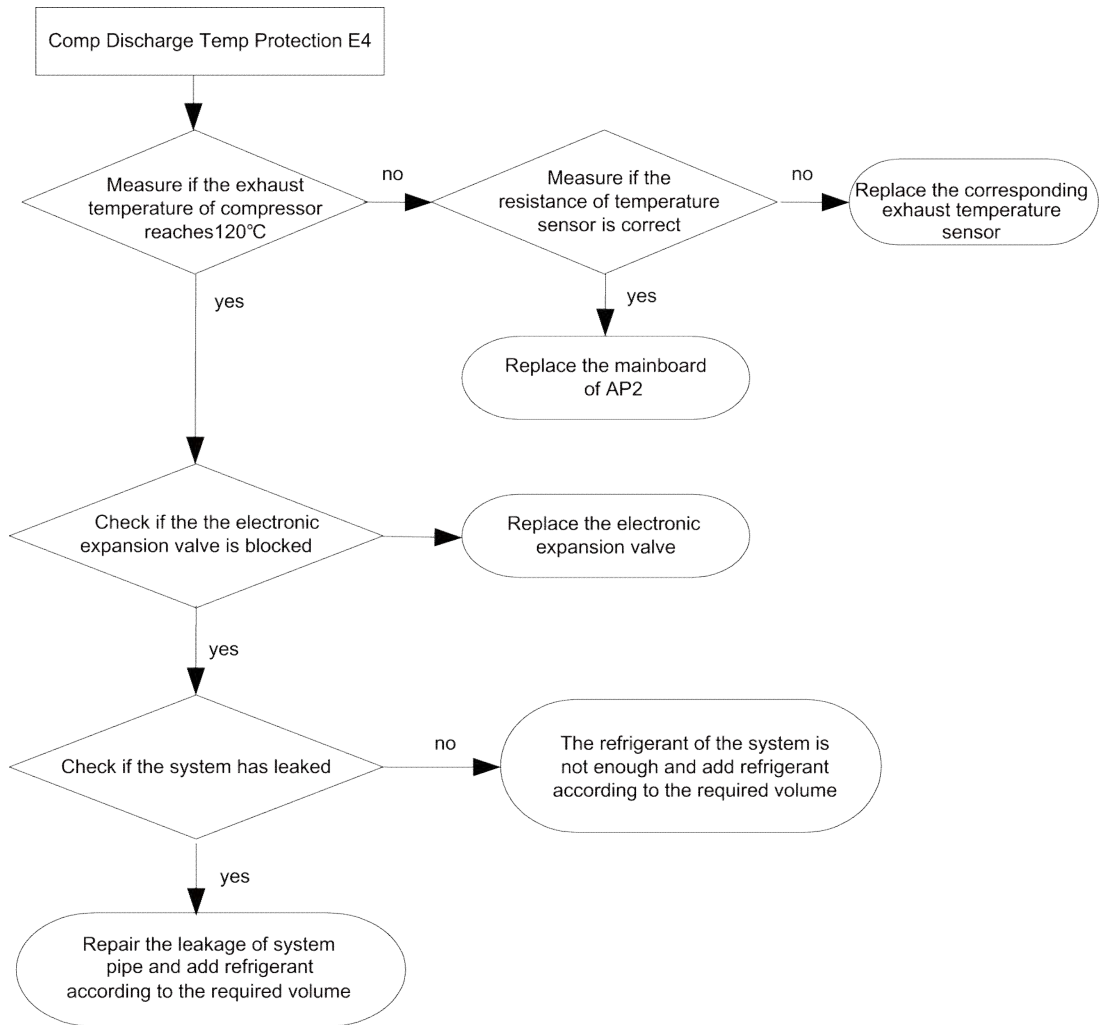 Comp Discharge Temp Protection E4
Measure if the exhaust
temperature of compressor
reaches120℃
no
Measure if the
resistance of temperature
sensor is correct
no
Replace the corresponding
exhaust temperature
sensor
yes
yes
Replace the mainboard
of AP2
Check if the the electronic
expansion valve is blocked
Replace the electronic
expansion valve
yes
Check if the system has leaked
no
The refrigerant of the system is
not enough and add refrigerant
according to the required volume
yes
Repair the leakage of system
pipe and add refrigerant
according to the required volume